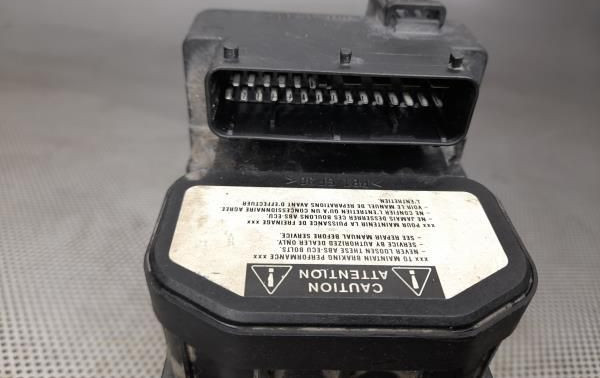 CAUTION
ATTENTION
xxx TO MAINTAIN BRAKING PERFORMANCE xxx
- NEVER LOOSEN THESE ABS-ECU BOLTS.
- SERVICE AT AUTHORIZED DEALER ONLY.
- SEE REPAIR MANUAL BEFORE SERVICE.
xxx POUR MAINTENIR LA PUISSANCE DE FREINAGE xxx
- NE JAMAIS DESSERRER CES BOULONS ABS-ECU.
- NE CONFIER L'ENTRETIEN QU'A UN CONCESSIONNAIRE AGREE.
- VOIR LE MANUEL DE REPARATIONS AVANT D'EFFECTUER
L'ENTRETIEN.